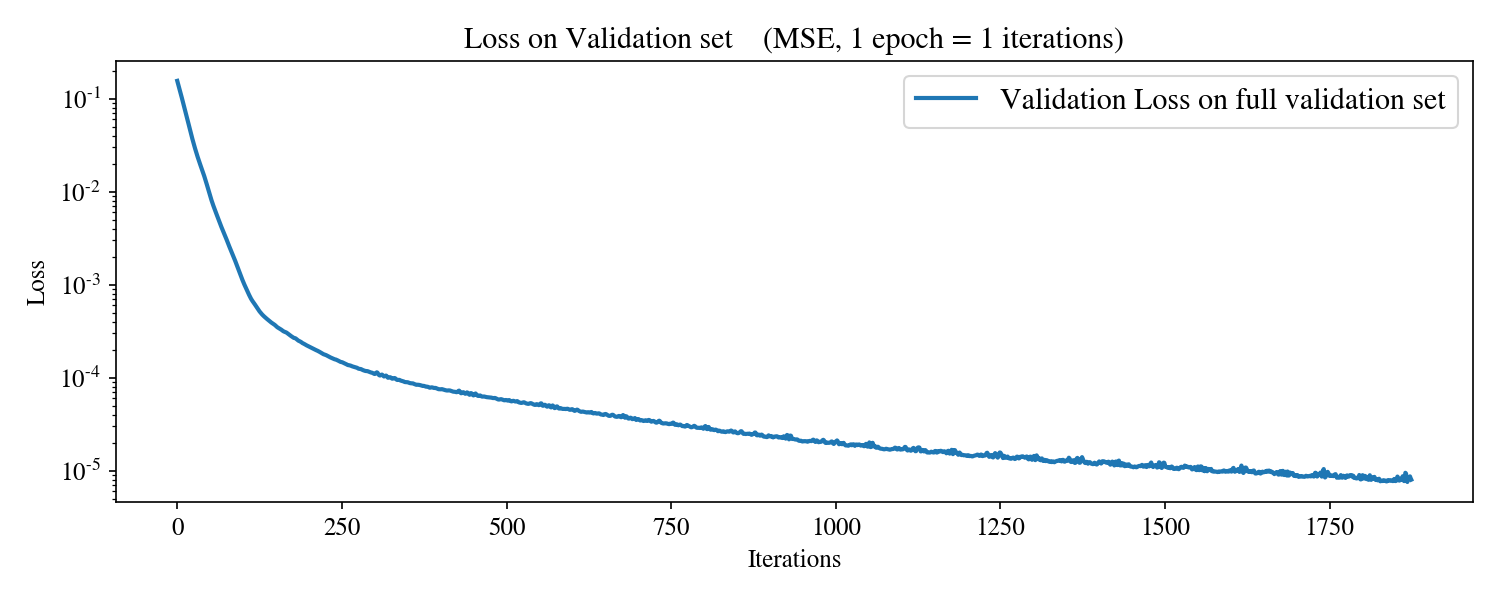 Loss on Validation set (MSE, 1 epoch = 1 iterations)
Validation Loss on full validation set
Loss
10⁻¹
10⁻²
10⁻³
10⁻⁴
10⁻⁵
0 250 500 750 1000 1250 1500 1750
Iterations